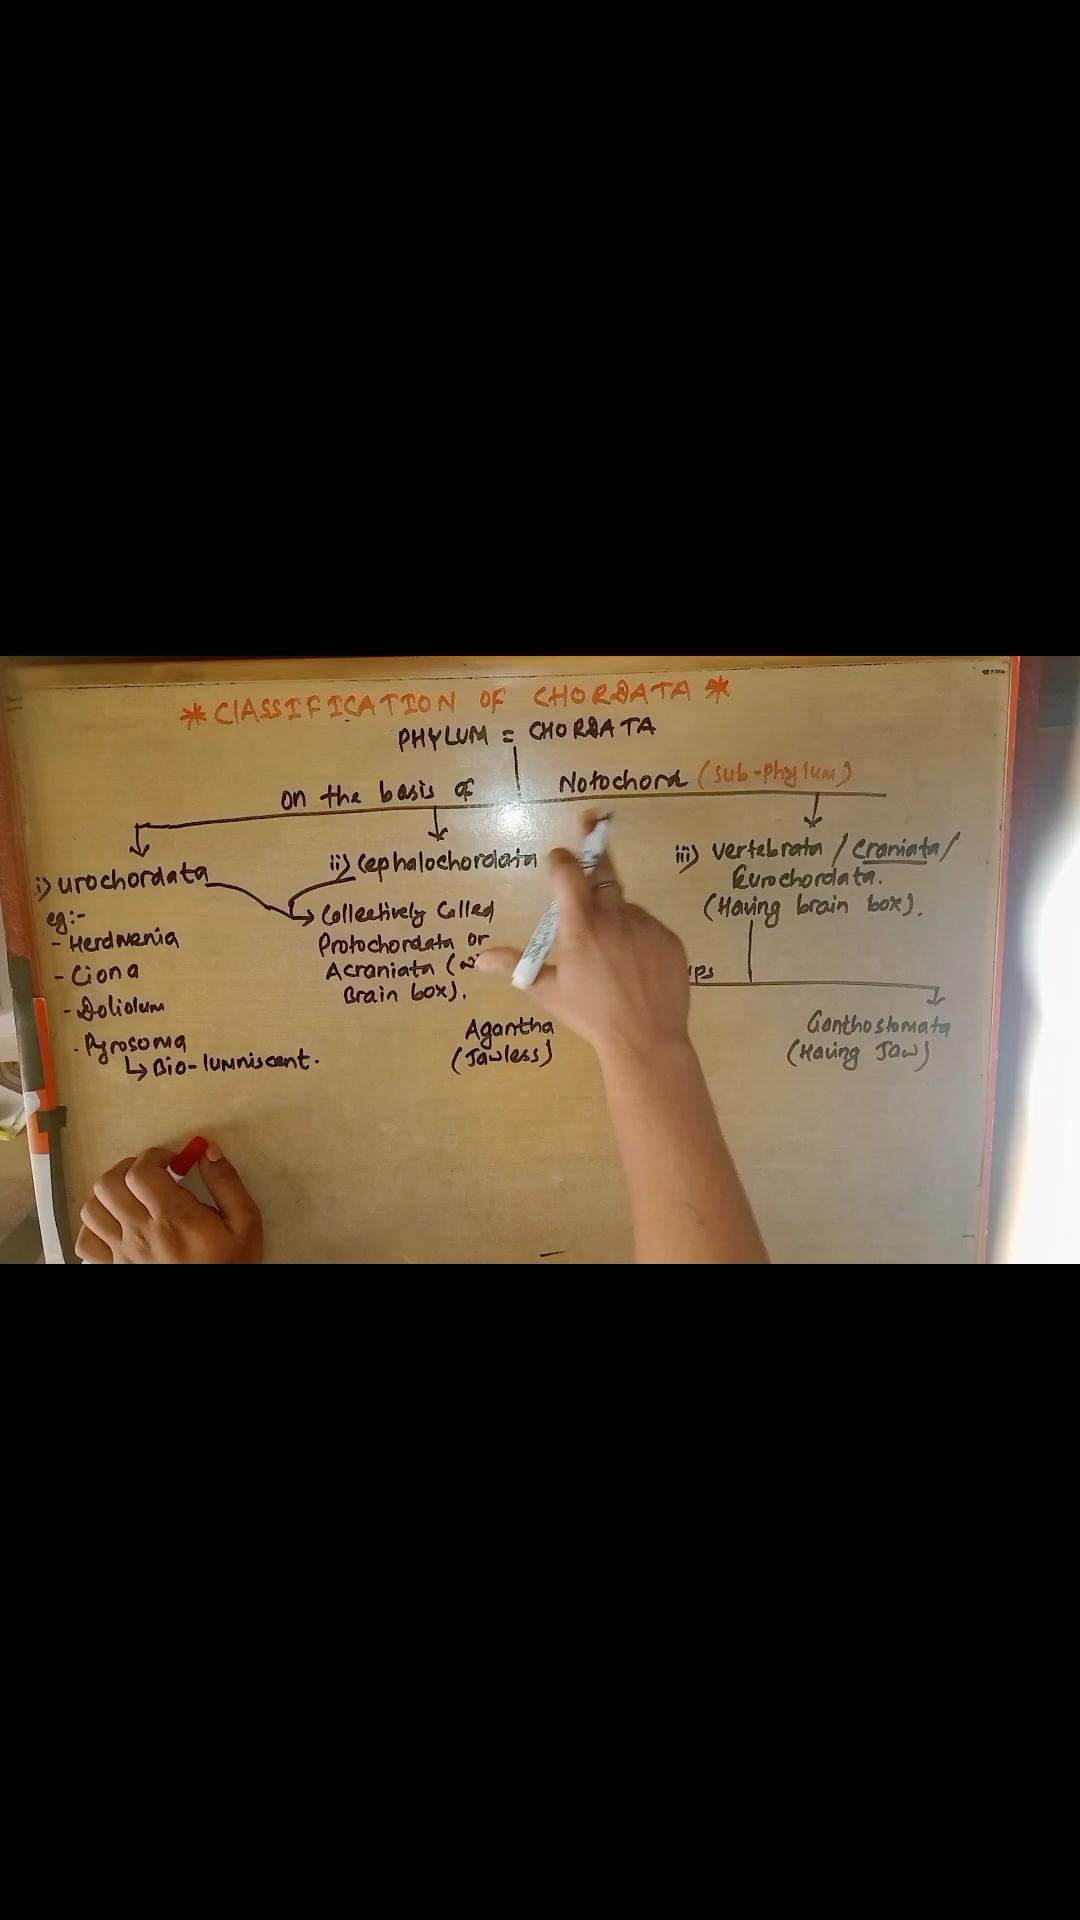 * CLASSIFICATION OF CHORDATA *
PHYLUM = CHORDATA
on the basis of Notochord (sub-phylum)
i) urochordata
eg:-
- Herdmania
- Ciona
- Doliolum
. Pyrosoma
↳ Bio-luminiscent.
ii) Cephalochordata
Collectively Called
Protochordata or
Acraniata (
Brain box).
iii) vertebrata / Craniata /
Eurochordata.
(Having brain box).
Agantha
(Jawless)
Ganthostomata
(Having Jaw)